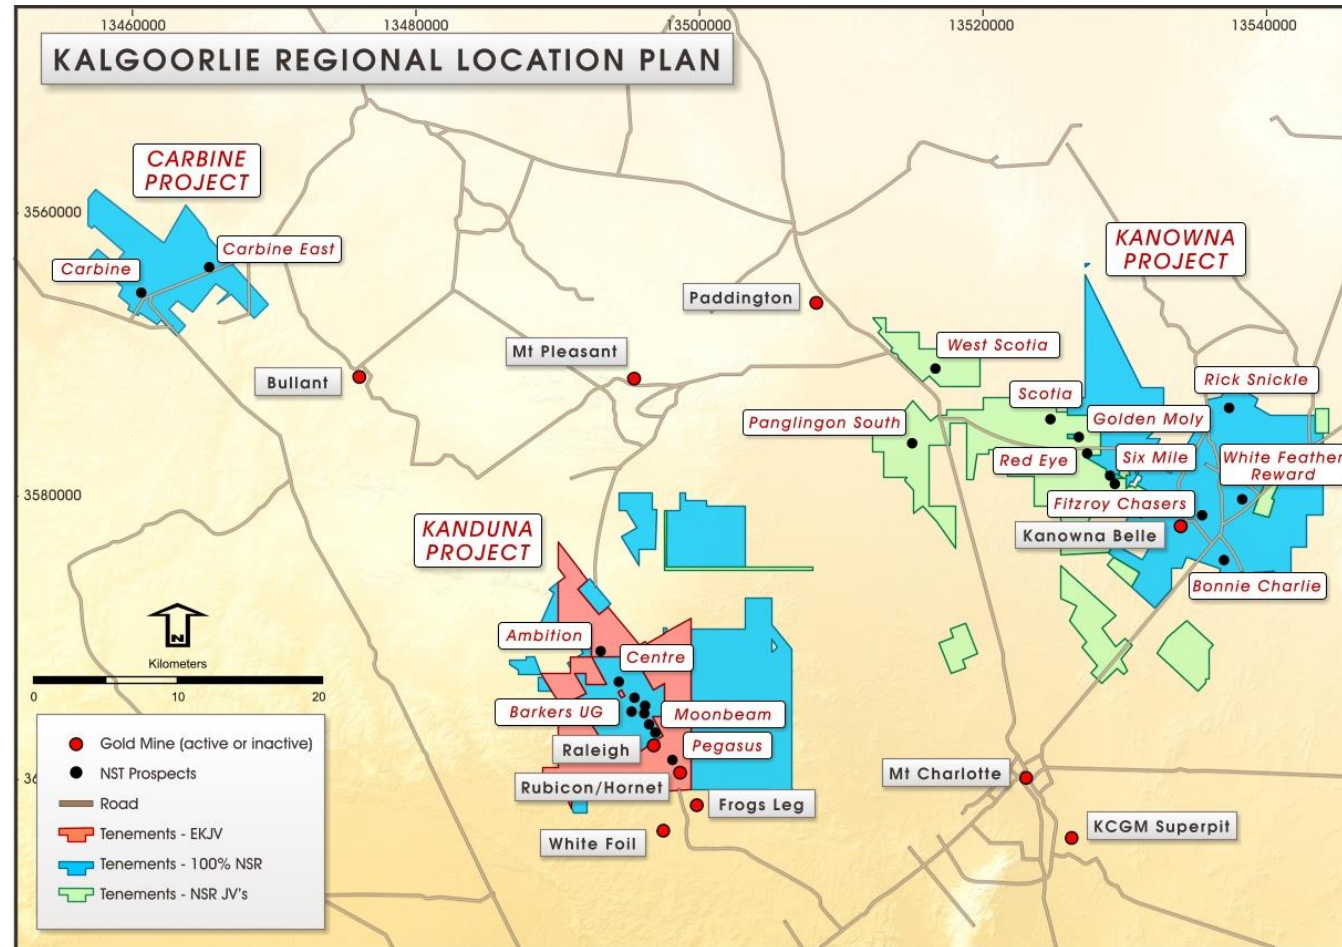 13460000
13480000
13500000
13520000
13540000
KALGOORLIE REGIONAL LOCATION PLAN
CARBINE
PROJECT
3560000
KANOWNA
PROJECT
Carbine East
Carbine
Paddington
West Scotia
Mt Pleasant
Bullant
Rick Snickle
Scotia
Golden Moly
Panglingon South
Red Eye
Six Mile
White Feather
Reward
3580000
Fitzroy Chasers
KANDUNA
PROJECT
Kanowna Belle
Bonnie Charlie
N
Kilometers
0
10
20
Ambition
Centre
Barkers UG
Moonbeam
Raleigh
Pegasus
Rubicon/Hornet
Mt Charlotte
Frogs Leg
White Foil
KCGM Superpit
Gold Mine (active or inactive)
NST Prospects
Road
Tenements - EKJV
Tenements - 100% NSR
Tenements - NSR JV's